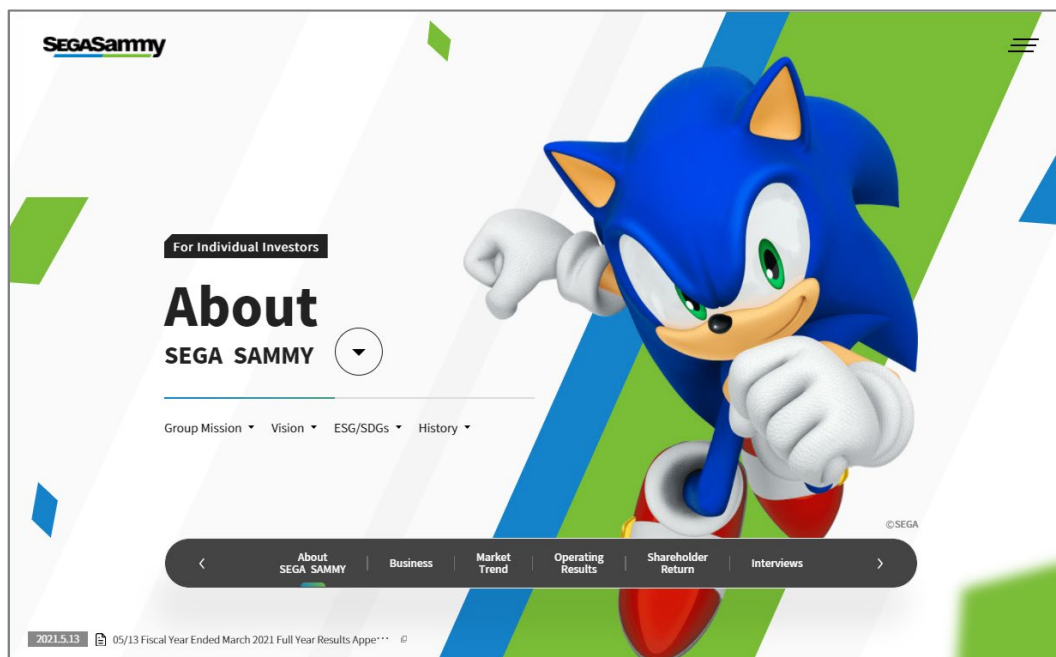 SEGASammy
For Individual Investors
About
SEGA SAMMY
Group Mission
Vision
ESG/SDGs
History
©SEGA
About
SEGA SAMMY
Business
Market
Trend
Operating
Results
Shareholder
Return
Interviews
2021.5.13 05/13 Fiscal Year Ended March 2021 Full Year Results Appe···